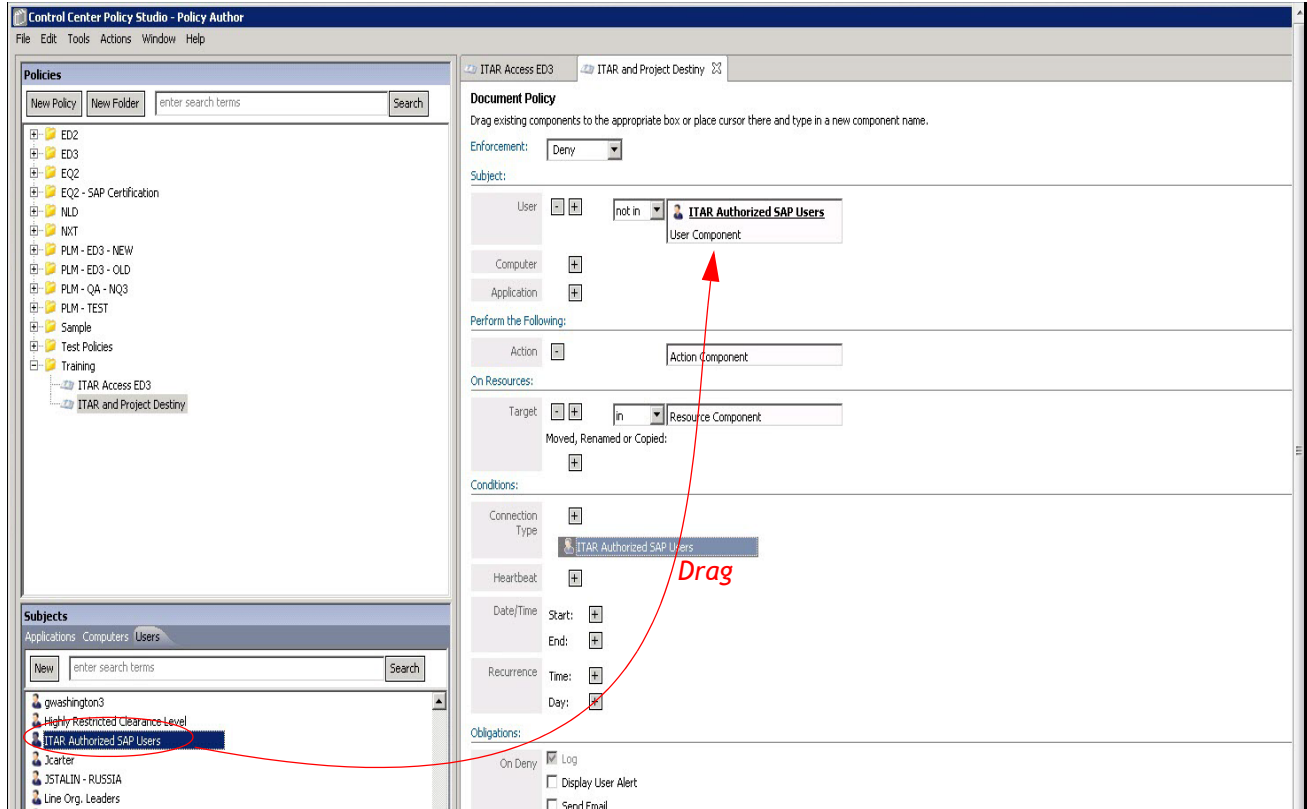 Control Center Policy Studio - Policy Author
File Edit Tools Actions Window Help
Policies
New Policy New Folder enter search terms Search
ED2
ED3
EQ2
EQ2 - SAP Certification
NLD
NXT
PLM - ED3 - NEW
PLM - ED3 - OLD
PLM - QA - NQ3
PLM - TEST
Sample
Test Policies
Training
ITAR Access ED3
ITAR and Project Destiny
Subjects
Applications Computers Users
New enter search terms Search
gwashington3
Highly Restricted Clearance Level
ITAR Authorized SAP Users
Jcarter
JSTALIN - RUSSIA
Line Org. Leaders
ITAR Access ED3 ITAR and Project Destiny
Document Policy
Drag existing components to the appropriate box or place cursor there and type in a new component name.
Enforcement: Deny
Subject:
User - + not in ITAR Authorized SAP Users
User Component
Computer +
Application +
Perform the Following:
Action - Action Component
On Resources:
Target - + in Resource Component
Moved, Renamed or Copied:
+
Conditions:
Connection +
Type
ITAR Authorized SAP Users
Drag
Heartbeat +
Date/Time Start: +
End: +
Recurrence Time: +
Day: +
Obligations:
On Deny Log
Display User Alert
Send Email